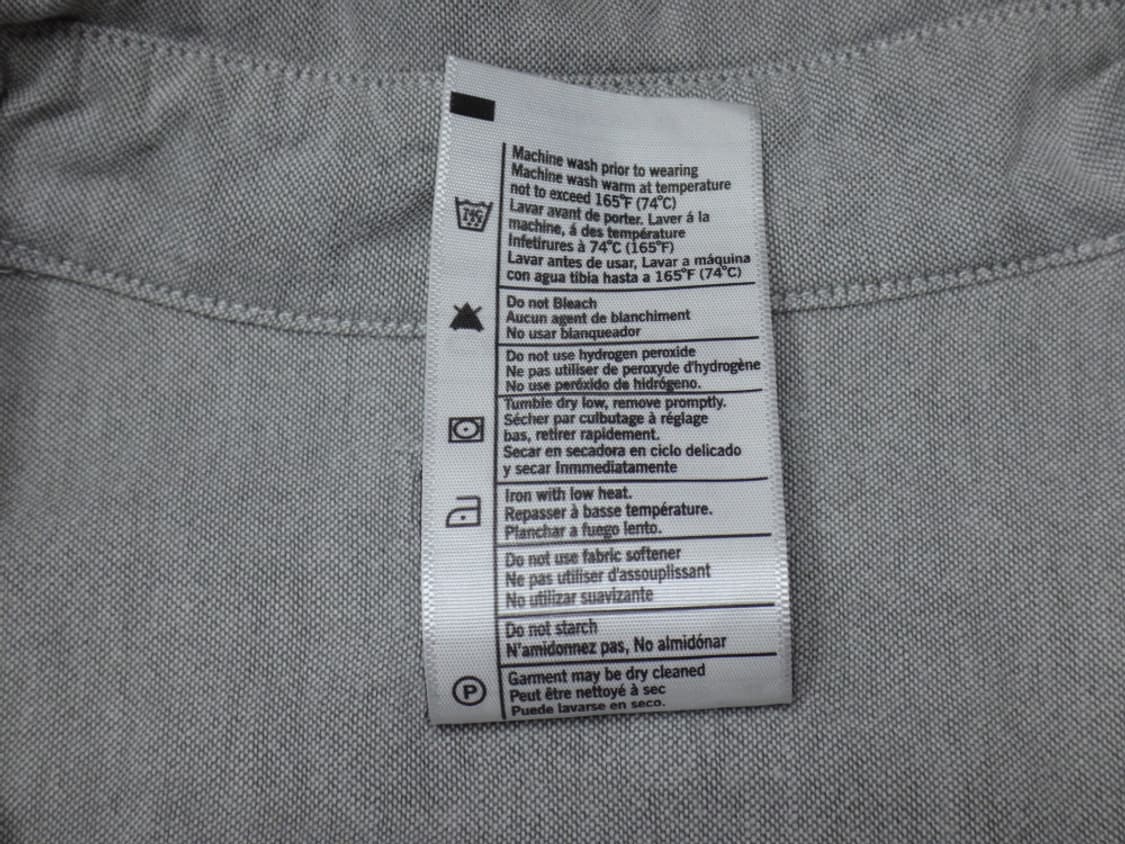 Machine wash prior to wearing
Machine wash warm at temperature
not to exceed 165°F (74°C)
Lavar avant de porter. Laver á la
machine, á des température
Infetirures à 74°C (165°F)
Lavar antes de usar, Lavar a máquina
con agua tibia hasta a 165°F (74°C)
Do not Bleach
Aucun agent de blanchiment
No usar blanqueador
Do not use hydrogen peroxide
Ne pas utiliser de peroxyde d'hydrogène
No use peróxido de hidrógeno.
Tumble dry low, remove promptly.
Sécher par culbutage à réglage
bas, retirer rapidement.
Secar en secadora en ciclo delicado
y secar Inmmediatamente
Iron with low heat.
Repasser à basse température.
Planchar a fuego lento.
Do not use fabric softener
Ne pas utiliser d'assouplissant
No utilizar suavizante
Do not starch
N'amidonnez pas, No almidónar
P
Garment may be dry cleaned
Peut être nettoyé à sec
Puede lavarse en seco.